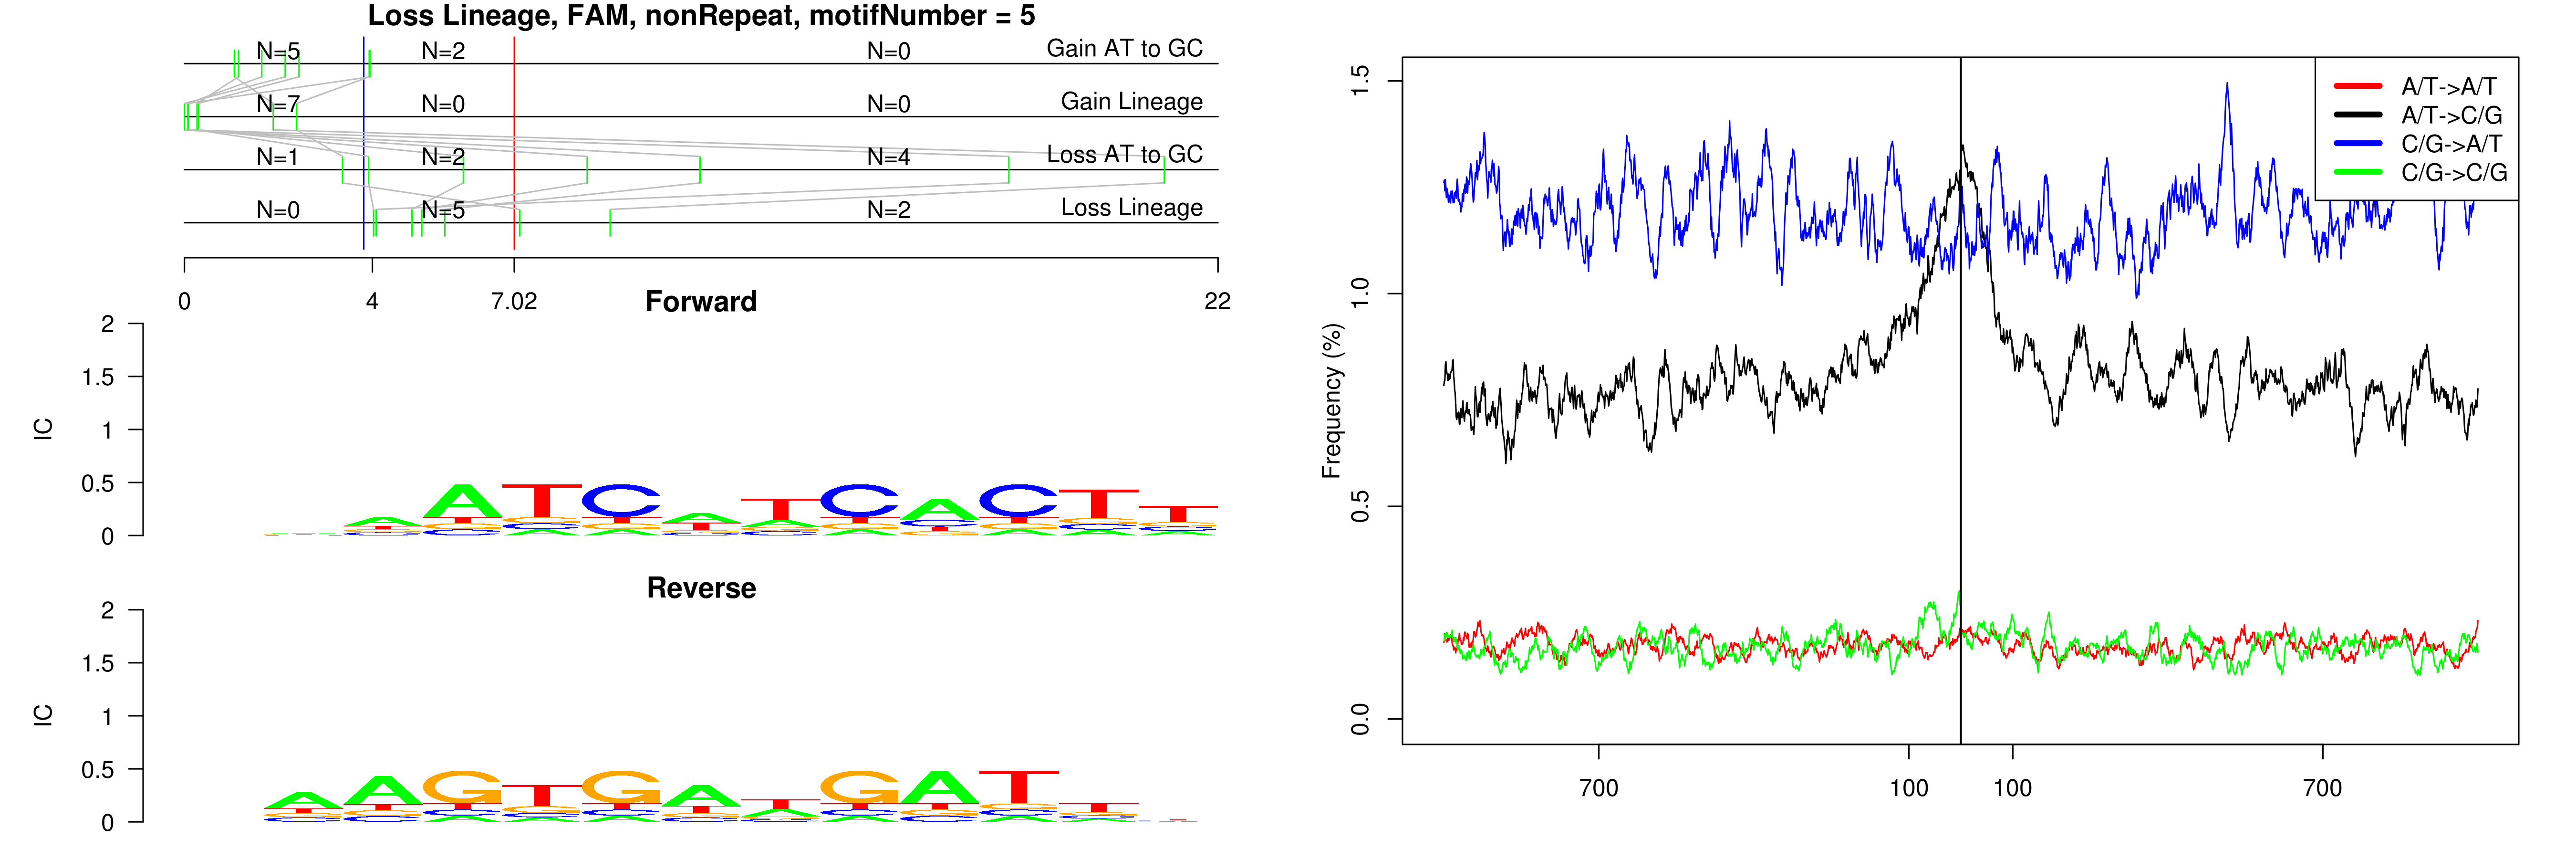 Loss Lineage, FAM, nonRepeat, motifNumber = 5
N=5 N=2 N=0 Gain AT to GC
N=7 N=0 N=0 Gain Lineage
N=1 N=2 N=4 Loss AT to GC
N=0 N=5 N=2 Loss Lineage
0 4 7.02 22
Forward
2
1.5
1
0.5
0
IC
A T C A T C A C T T
Reverse
2
1.5
1
0.5
0
IC
A A G T G A T G A T T
Frequency (%)
1.5
1.0
0.5
0.0
700 100 100 700
A/T->A/T
A/T->C/G
C/G->A/T
C/G->C/G